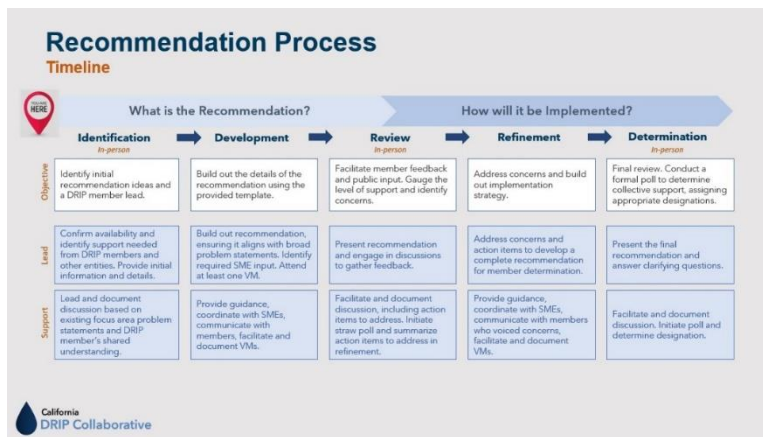 Recommendation Process
Timeline
YOU ARE
HERE
What is the Recommendation?
How will it be Implemented?
Identification
In-person
Development
Review
In-person
Refinement
Determination
In-person
Objective
Identify initial
recommendation ideas and
a DRIP member lead.
Build out the details of the
recommendation using the
provided template.
Facilitate member feedback
and public input. Gauge the
level of support and identify
concerns.
Address concerns and build
out implementation
strategy.
Final review. Conduct a
formal poll to determine
collective support, assigning
appropriate designations.
Lead
Confirm availability and
identify support needed
from DRIP members and
other entities. Provide initial
information and details.
Build out recommendation,
ensuring it aligns with broad
problem statements. Identify
required SME input. Attend
at least one VM.
Present recommendation
and engage in discussions
to gather feedback.
Address concerns and
action items to develop a
complete recommendation
for member determination.
Present the final
recommendation and
answer clarifying questions.
Support
Lead and document
discussion based on
existing focus area problem
statements and DRIP
member's shared
understanding.
Provide guidance,
coordinate with SMEs,
communicate with
members, facilitate and
document VMs.
Facilitate and document
discussion, including action
items to address. Initiate
straw poll and summarize
action items to address in
refinement.
Provide guidance,
coordinate with SMEs,
communicate with members
who voiced concerns,
facilitate and document
VMs.
Facilitate and document
discussion. Initiate poll and
determine designation.
California
DRIP Collaborative